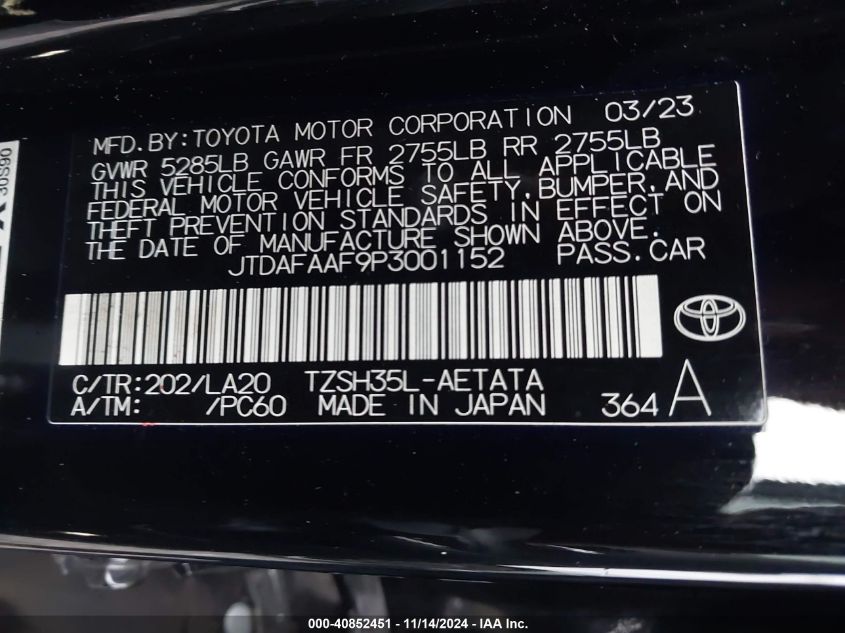 MFD.BY:TOYOTA MOTOR CORPORATION 03/23
GVWR 5285LB GAWR FR 2755LB RR 2755LB
THIS VEHICLE CONFORMS TO ALL APPLICABLE
FEDERAL MOTOR VEHICLE SAFETY,BUMPER,AND
THEFT PREVENTION STANDARDS IN EFFECT ON
THE DATE OF MANUFACTURE SHOWN ABOVE.
JTDAFAAF9P3001152 PASS.CAR
C/TR:202/LA20 TZSH35L-AETATA
A/TM: /PC60 MADE IN JAPAN 364 A
30S90
000-40852451 - 11/14/2024 - IAA Inc.